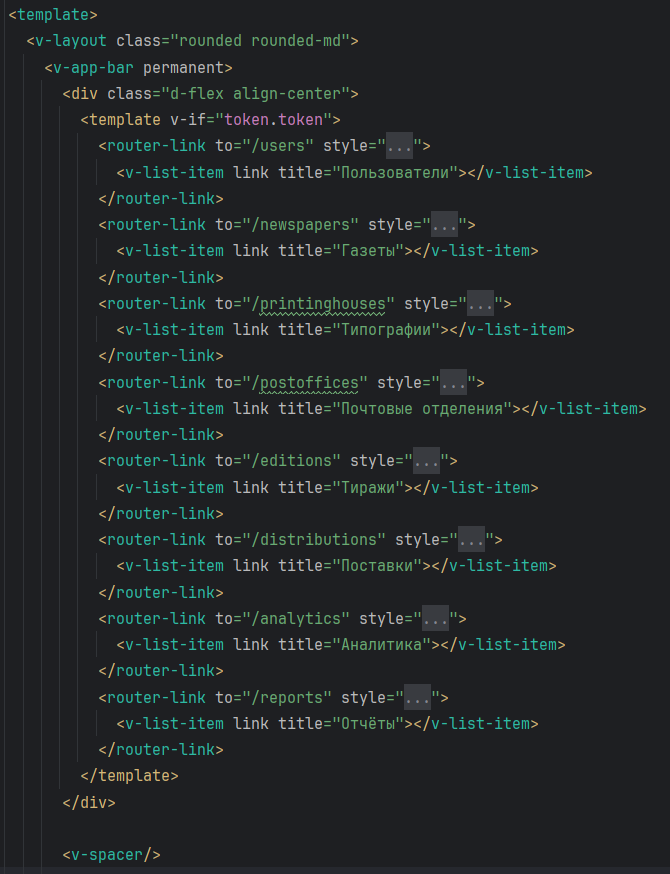 <template>
<v-layout class="rounded rounded-md">
<v-app-bar permanent>
<div class="d-flex align-center">
<template v-if="token.token">
<router-link to="/users" style="...">
<v-list-item link title="Пользователи"></v-list-item>
</router-link>
<router-link to="/newspapers" style="...">
<v-list-item link title="Газеты"></v-list-item>
</router-link>
<router-link to="/printinghouses" style="...">
<v-list-item link title="Типографии"></v-list-item>
</router-link>
<router-link to="/postoffices" style="...">
<v-list-item link title="Почтовые отделения"></v-list-item>
</router-link>
<router-link to="/editions" style="...">
<v-list-item link title="Тиражи"></v-list-item>
</router-link>
<router-link to="/distributions" style="...">
<v-list-item link title="Поставки"></v-list-item>
</router-link>
<router-link to="/analytics" style="...">
<v-list-item link title="Аналитика"></v-list-item>
</router-link>
<router-link to="/reports" style="...">
<v-list-item link title="Отчёты"></v-list-item>
</router-link>
</template>
</div>
<v-spacer/>